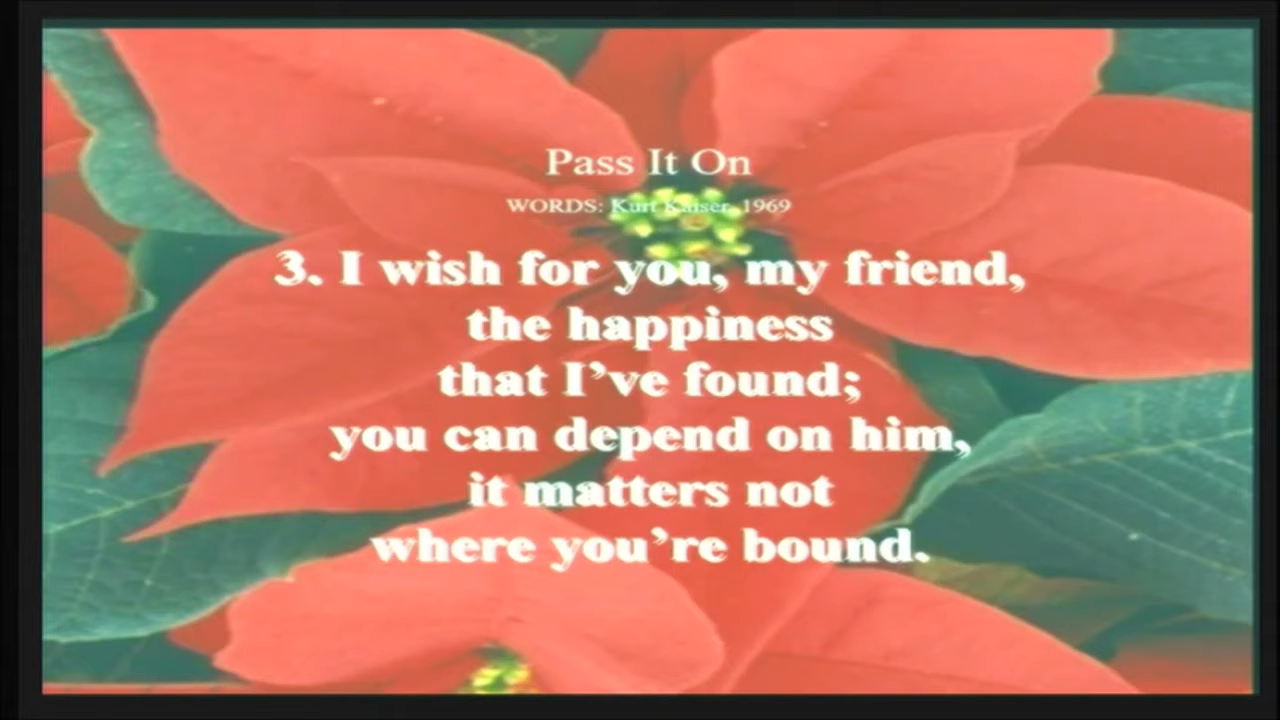 Pass It On
WORDS: Kurt Kaiser, 1969
3. I wish for you, my friend,
the happiness
that I’ve found;
you can depend on him,
it matters not
where you’re bound.